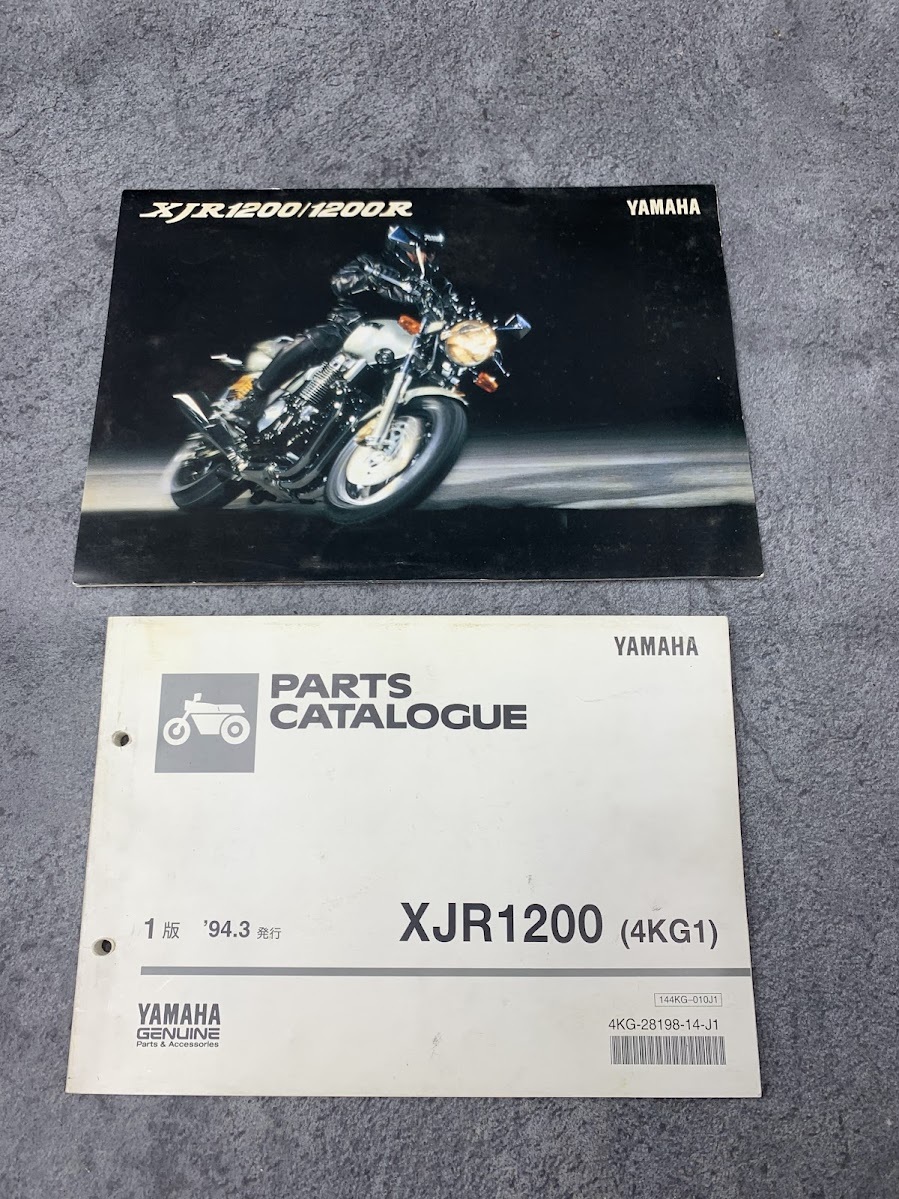 XJR1200/1200R
YAMAHA
YAMAHA
PARTS
CATALOGUE
1版 '94.3 発行
XJR1200 (4KG1)
YAMAHA
GENUINE
Parts & Accessories
144KG-010J1
4KG-28198-14-J1